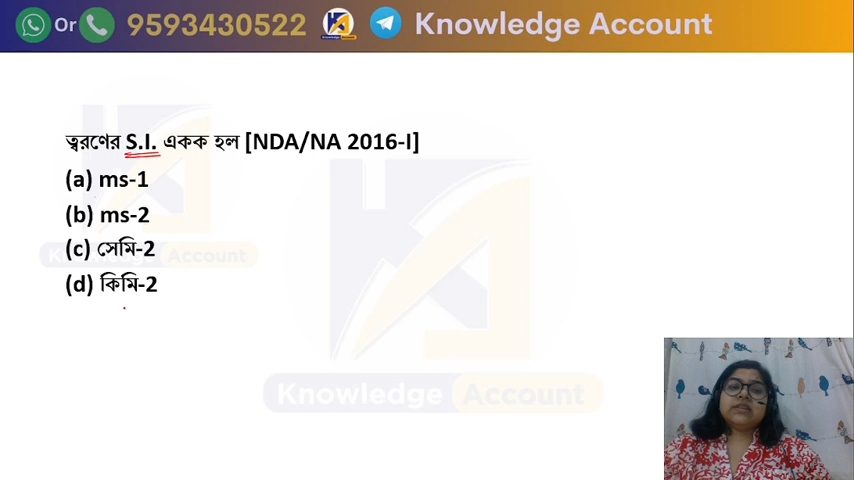 Or 9593430522 Knowledge Account
ত্বরণের S.I. একক হল [NDA/NA 2016-I]
(a) ms-1
(b) ms-2
(c) সেমি-2
(d) কিমি-2
Knowledge Account
Knowledge Account